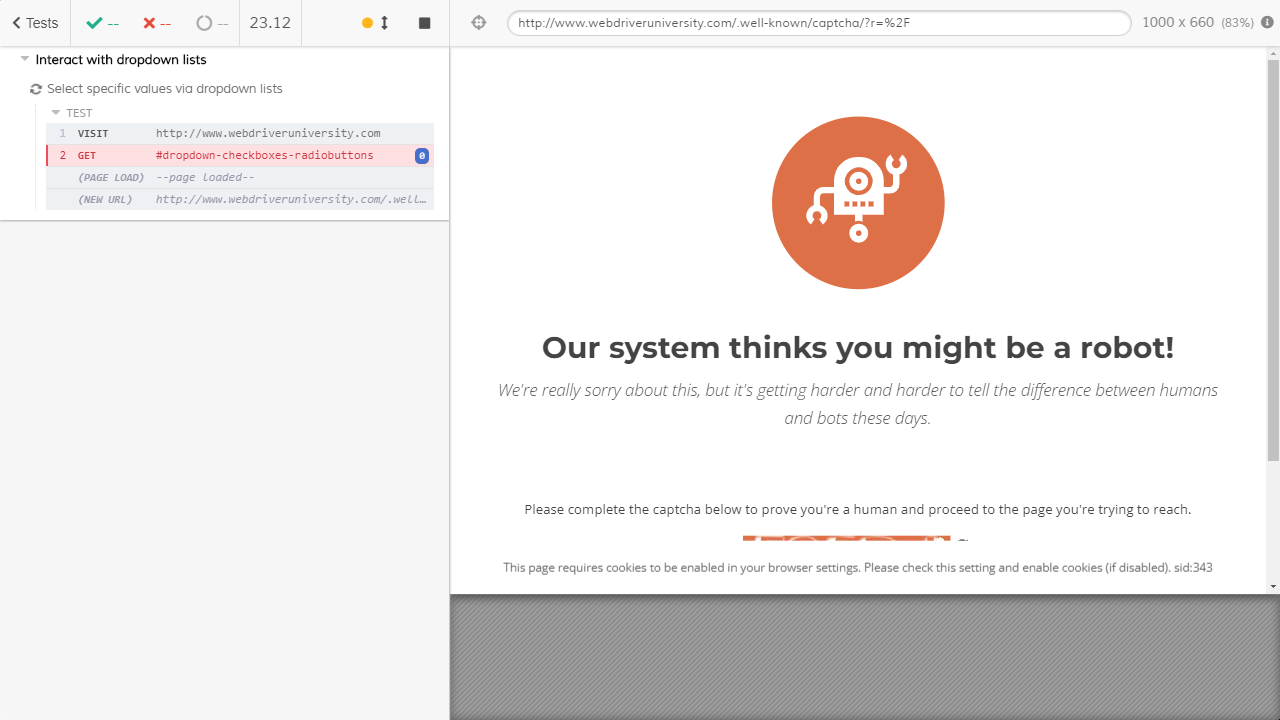 Tests
--
--
--
23.12
http://www.webdriveruniversity.com/.well-known/captcha/?r=%2F
1000 x 660 (83%)
Interact with dropdown lists
Select specific values via dropdown lists
TEST
1 VISIT http://www.webdriveruniversity.com
2 GET #dropdown-checkboxes-radiobuttons 0
(PAGE LOAD) --page loaded--
(NEW URL) http://www.webdriveruniversity.com/.well…
Our system thinks you might be a robot!
We're really sorry about this, but it's getting harder and harder to tell the difference between humans
and bots these days.
Please complete the captcha below to prove you're a human and proceed to the page you're trying to reach.
This page requires cookies to be enabled in your browser settings. Please check this setting and enable cookies (if disabled). sid:343